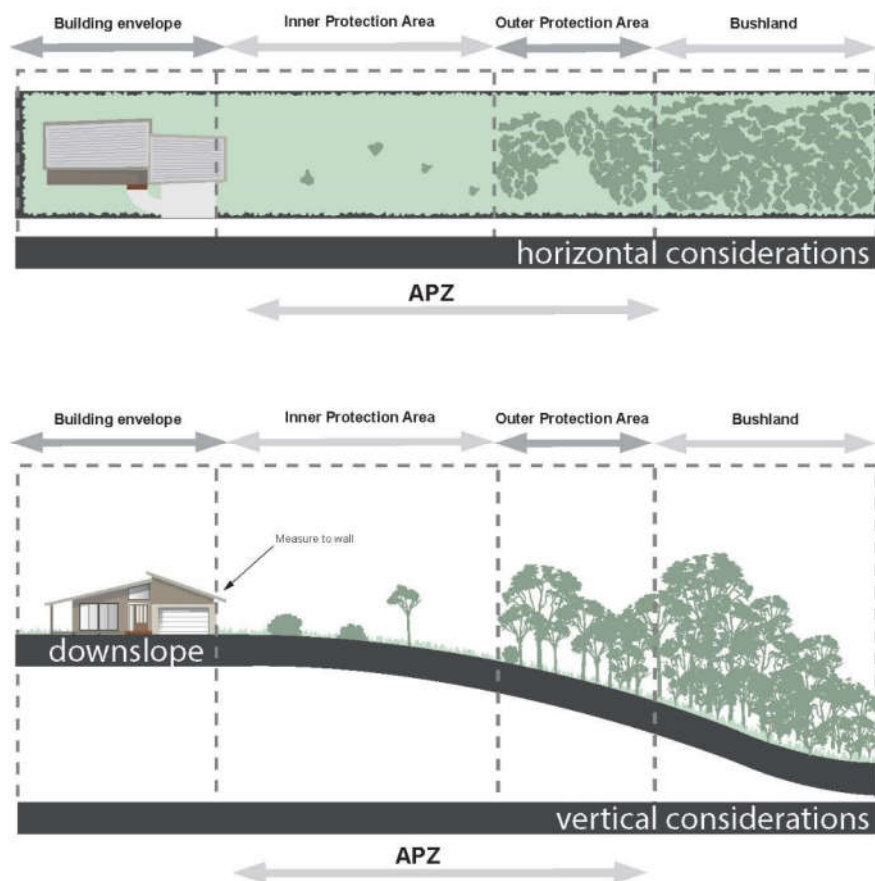 Building envelope Inner Protection Area Outer Protection Area Bushland
horizontal considerations
APZ
Building envelope Inner Protection Area Outer Protection Area Bushland
Measure to wall
downslope
vertical considerations
APZ